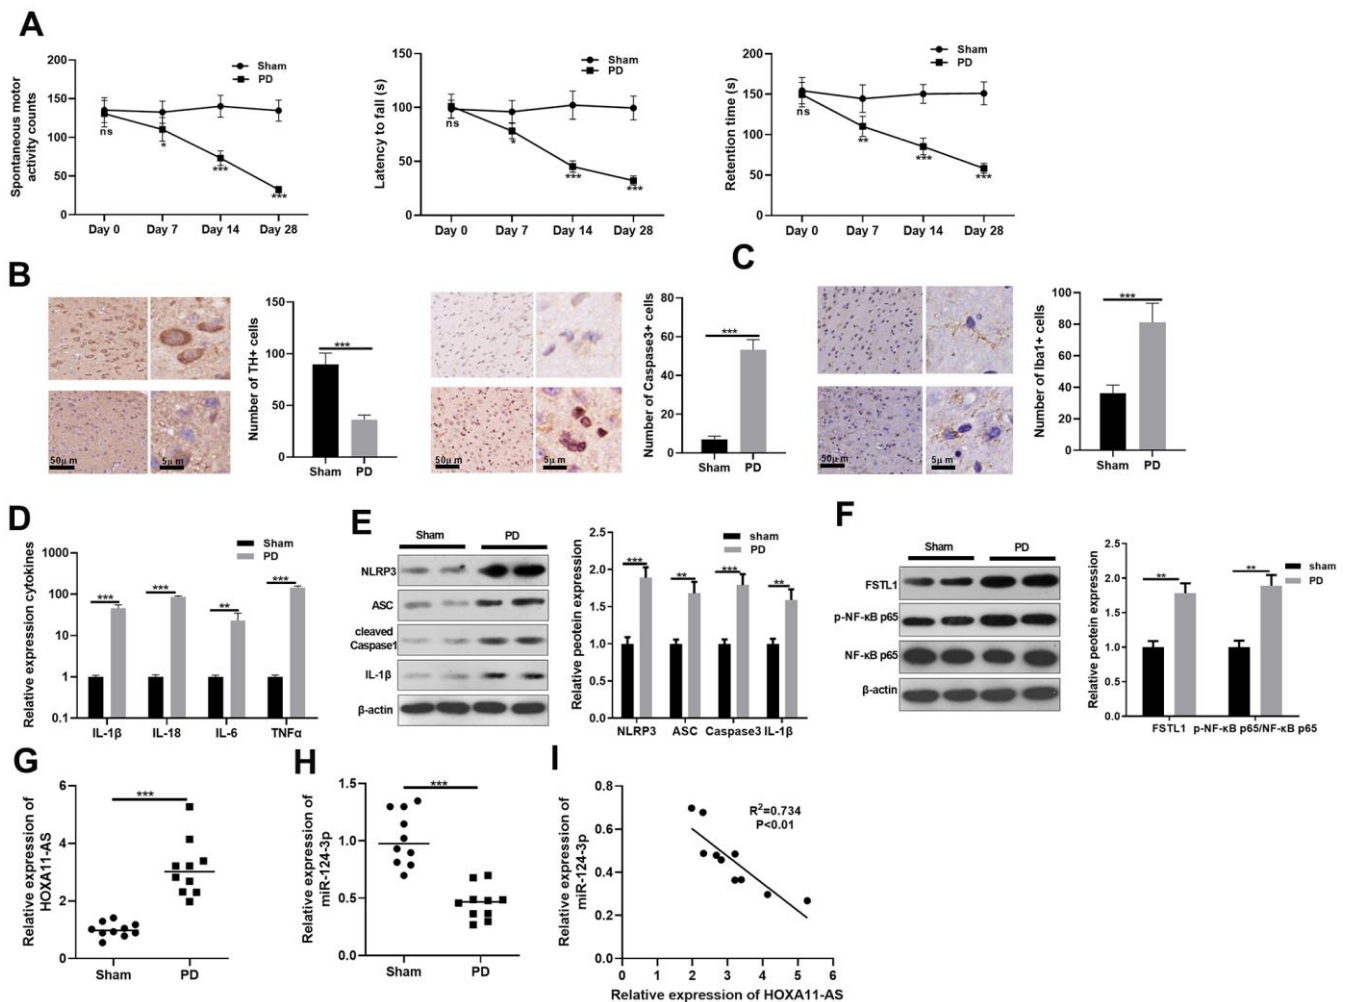 A
Spontaneous motor
activity counts
200
150
100
50
0
Sham
PD
ns
*
***
***
Day 0
Day 7
Day 14
Day 28
Latency to fall (s)
150
100
50
0
Sham
PD
ns
*
***
***
Day 0
Day 7
Day 14
Day 28
Retention time (s)
200
150
100
50
0
Sham
PD
ns
**
***
***
Day 0
Day 7
Day 14
Day 28
B
50μm
5μm
Number of TH+ cells
150
100
50
0
***
Sham
PD
50μm
5μm
Number of Caspase3+ cells
80
60
40
20
0
***
Sham
PD
C
50μm
5μm
Number of Iba1+ cells
100
80
60
40
20
0
***
Sham
PD
D
Relative expression cytokines
1000
100
10
1
0.1
Sham
PD
***
***
**
***
IL-1β
IL-18
IL-6
TNFα
E
Sham
PD
NLRP3
ASC
cleaved
Caspase1
IL-1β
β-actin
Relative peotein expression
2.5
2.0
1.5
1.0
0.5
0.0
sham
PD
***
**
***
**
NLRP3
ASC
Caspase3
IL-1β
F
Sham
PD
FSTL1
p-NF-κB p65
NF-κB p65
β-actin
Relative peotein expression
2.5
2.0
1.5
1.0
0.5
0.0
sham
PD
**
**
FSTL1
p-NF-κB p65/NF-κB p65
G
Relative expression of
HOXA11-AS
6
4
2
0
***
Sham
PD
H
Relative expression of
miR-124-3p
1.5
1.0
0.5
0.0
***
Sham
PD
I
Relative expression of
miR-124-3p
0.8
0.6
0.4
0.2
0.0
R²=0.734
P<0.01
0 1 2 3 4 5 6
Relative expression of HOXA11-AS